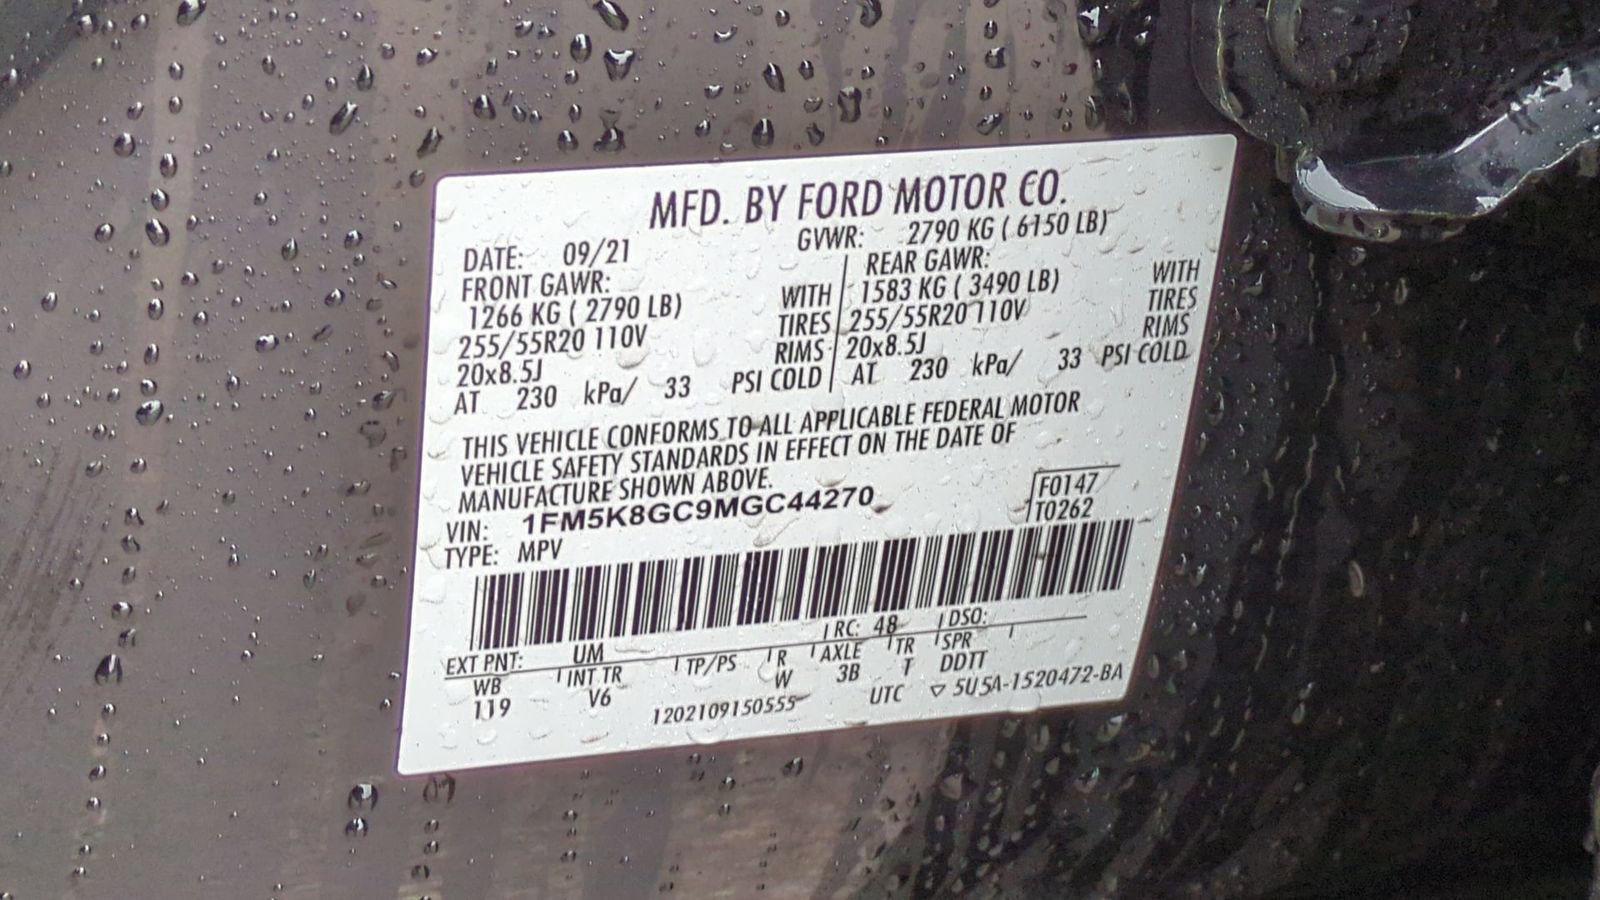 MFD. BY FORD MOTOR CO.
DATE: 09/21 GVWR: 2790 KG ( 6150 LB)
FRONT GAWR: REAR GAWR:
1266 KG ( 2790 LB) WITH 1583 KG ( 3490 LB) WITH
255/55R20 110V TIRES 255/55R20 110V TIRES
20x8.5J RIMS 20x8.5J RIMS
AT 230 kPa/ 33 PSI COLD AT 230 kPa/ 33 PSI COLD
THIS VEHICLE CONFORMS TO ALL APPLICABLE FEDERAL MOTOR
VEHICLE SAFETY STANDARDS IN EFFECT ON THE DATE OF
MANUFACTURE SHOWN ABOVE.
VIN: 1FM5K8GC9MGC44270 F0147
TYPE: MPV T0262
EXT PNT: UM RC: 48 DSO:
WB INT TR TP/PS R AXLE TR SPR
119 V6 W 3B T DDTT
1202109150555 UTC ▽ 5U5A-1520472-BA